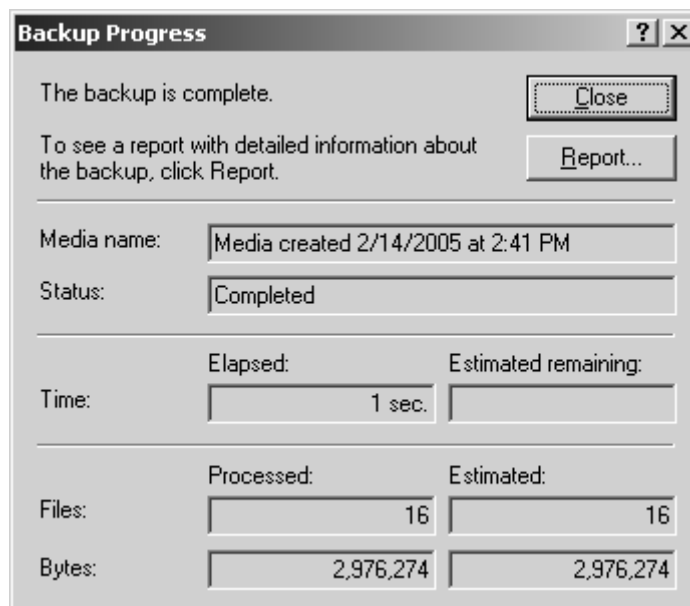 Backup Progress
The backup is complete.
Close
To see a report with detailed information about
the backup, click Report.
Report...
Media name: Media created 2/14/2005 at 2:41 PM
Status: Completed
Elapsed: Estimated remaining:
Time: 1 sec.
Processed: Estimated:
Files: 16 16
Bytes: 2,976,274 2,976,274